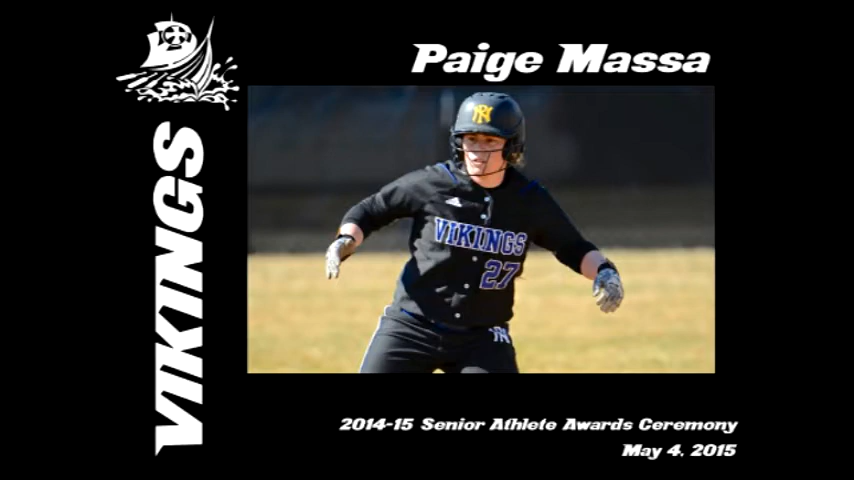 Paige Massa
VIKINGS
VIKINGS
27
2014-15 Senior Athlete Awards Ceremony
May 4, 2015